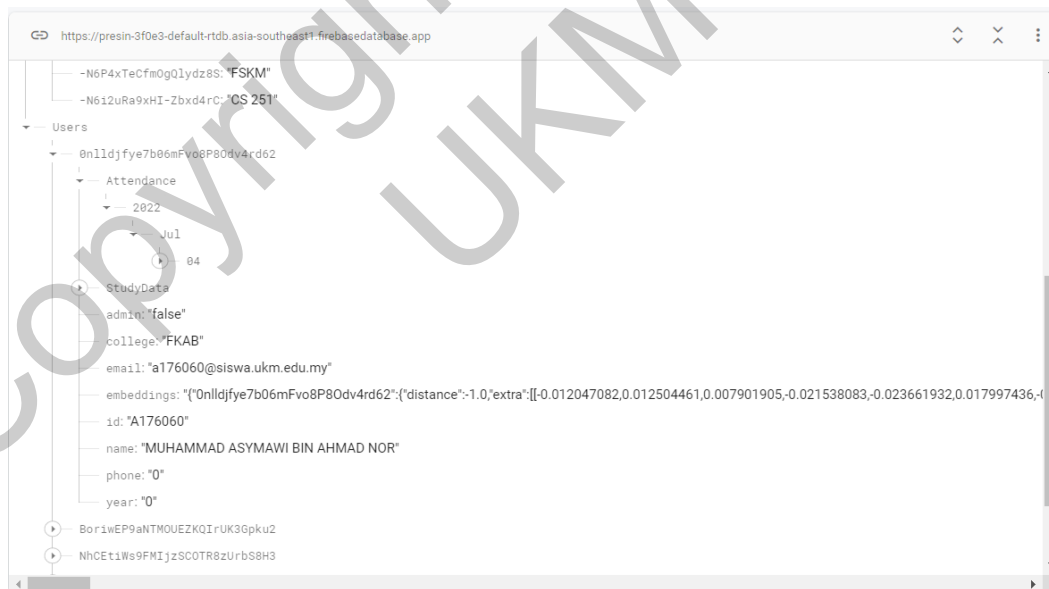 https://presin-3f0e3-default-rtdb.asia-southeast1.firebasedatabase.app
-N6P4xTeCfmOgQlydz8S: "FSKM"
-N6i2uRa9xHI-Zbxd4rC: "CS 251"
Users
0nlldjfye7b06mFvo8P8Odv4rd62
Attendance
2022
Jul
04
StudyData
admin: "false"
college: "FKAB"
email: "a176060@siswa.ukm.edu.my"
embeddings: "{"0nlldjfye7b06mFvo8P8Odv4rd62":{"distance":-1.0,"extra":[[-0.012047082,0.012504461,0.007901905,-0.021538083,-0.023661932,0.017997436,-0
id: "A176060"
name: "MUHAMMAD ASYMAWI BIN AHMAD NOR"
phone: "0"
year: "0"
BoriwEP9aNTMOUEZKQIrUK3Gpku2
NhCEtiWs9FMIjzSCOTR8zUrbS8H3
Copyright
UKM